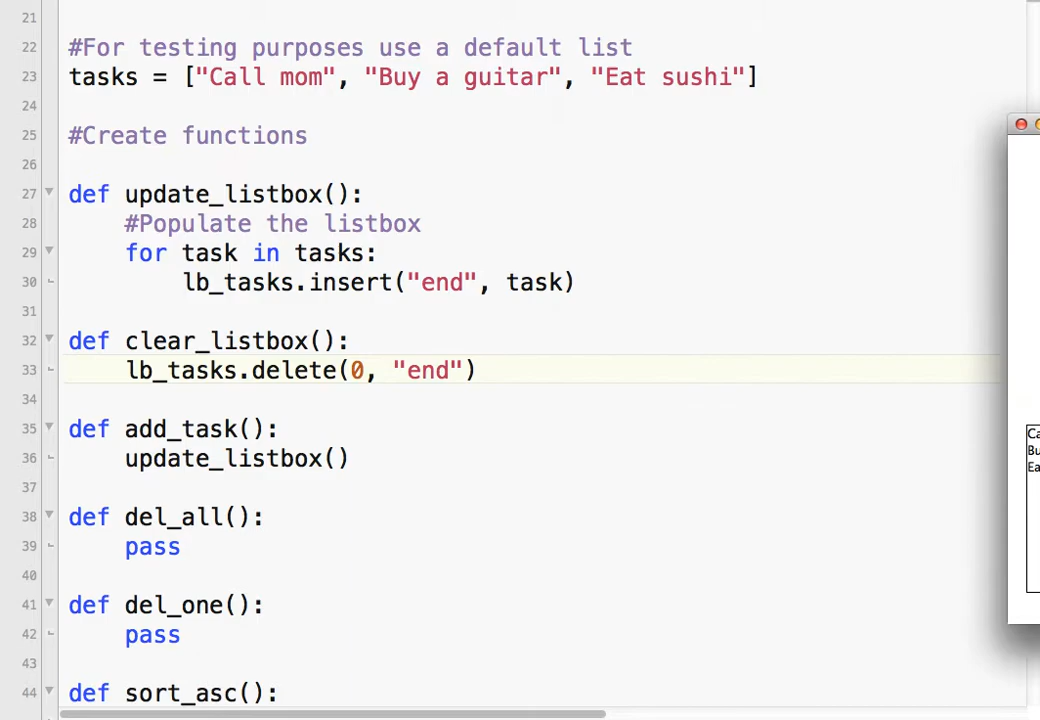 21
22 #For testing purposes use a default list
23 tasks = ["Call mom", "Buy a guitar", "Eat sushi"]
24
25 #Create functions
26
27 def update_listbox():
28 #Populate the listbox
29 for task in tasks:
30 lb_tasks.insert("end", task)
31
32 def clear_listbox():
33 lb_tasks.delete(0, "end")
34
35 def add_task():
36 update_listbox()
37
38 def del_all():
39 pass
40
41 def del_one():
42 pass
43
44 def sort_asc():
Ca
Bu
Ea